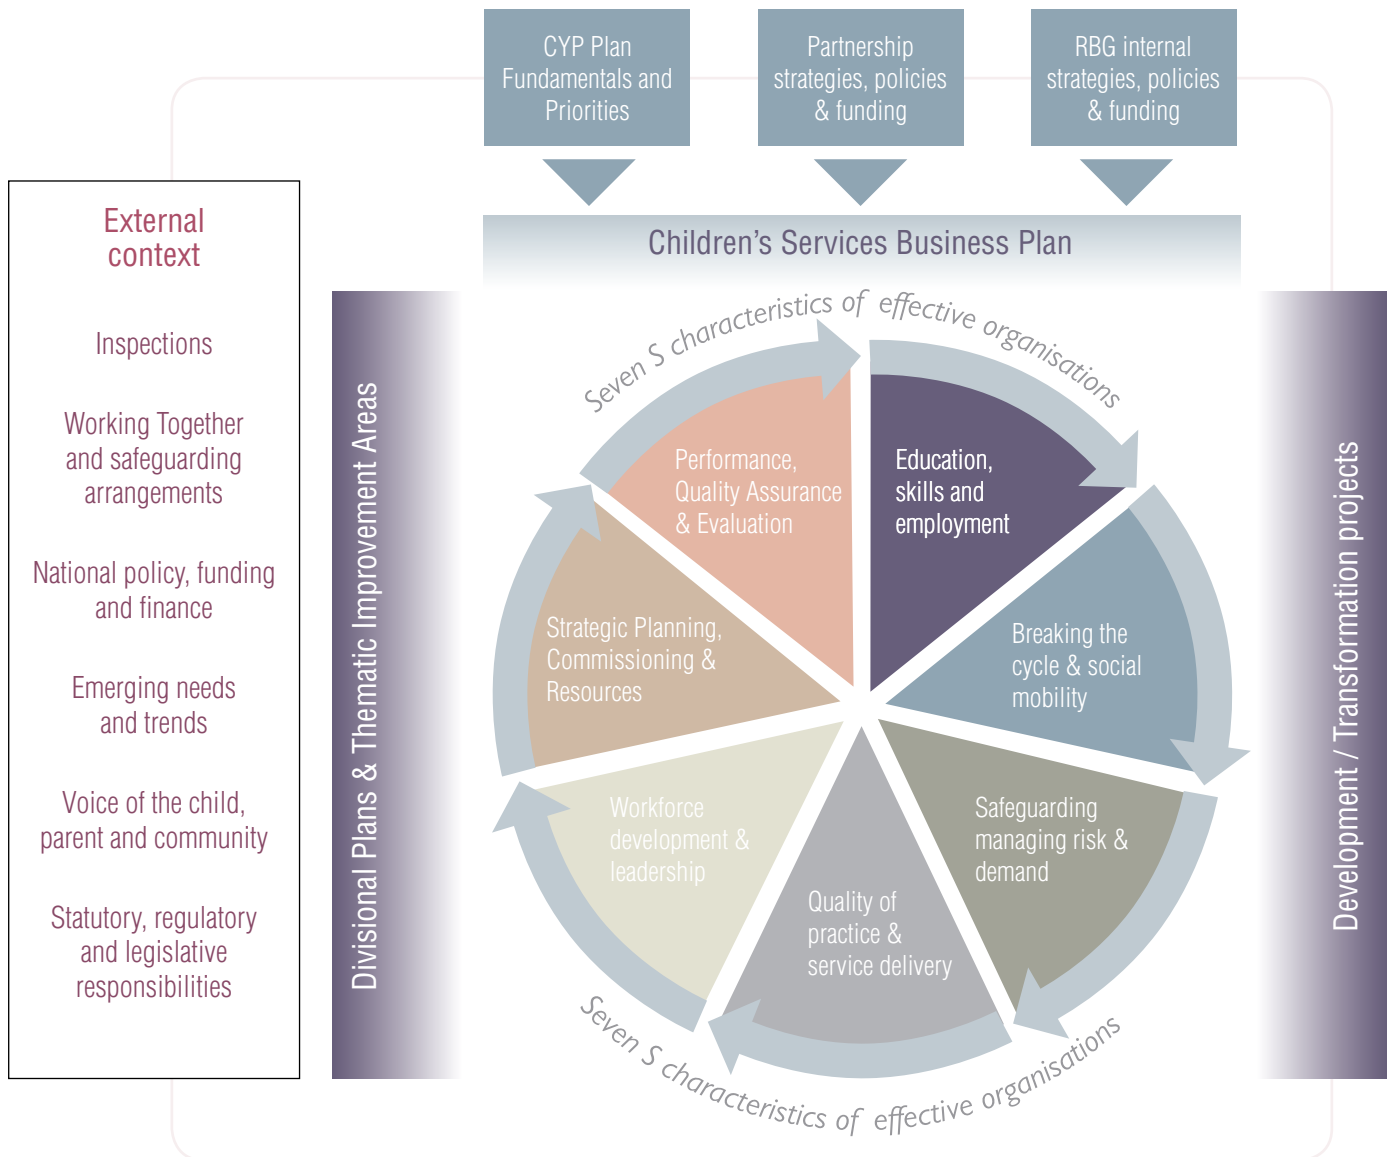 CYP Plan
Fundamentals and
Priorities
Partnership
strategies, policies
& funding
RBG internal
strategies, policies
& funding
External
context
Inspections
Working Together
and safeguarding
arrangements
National policy, funding
and finance
Emerging needs
and trends
Voice of the child,
parent and community
Statutory, regulatory
and legislative
responsibilities
Children’s Services Business Plan
Divisional Plans & Thematic Improvement Areas
Seven S characteristics of effective organisations
Performance,
Quality Assurance
& Evaluation
Education,
skills and
employment
Strategic Planning,
Commissioning &
Resources
Breaking the
cycle & social
mobility
Workforce
development &
leadership
Safeguarding
managing risk &
demand
Quality of
practice &
service delivery
Seven S characteristics of effective organisations
Development / Transformation projects